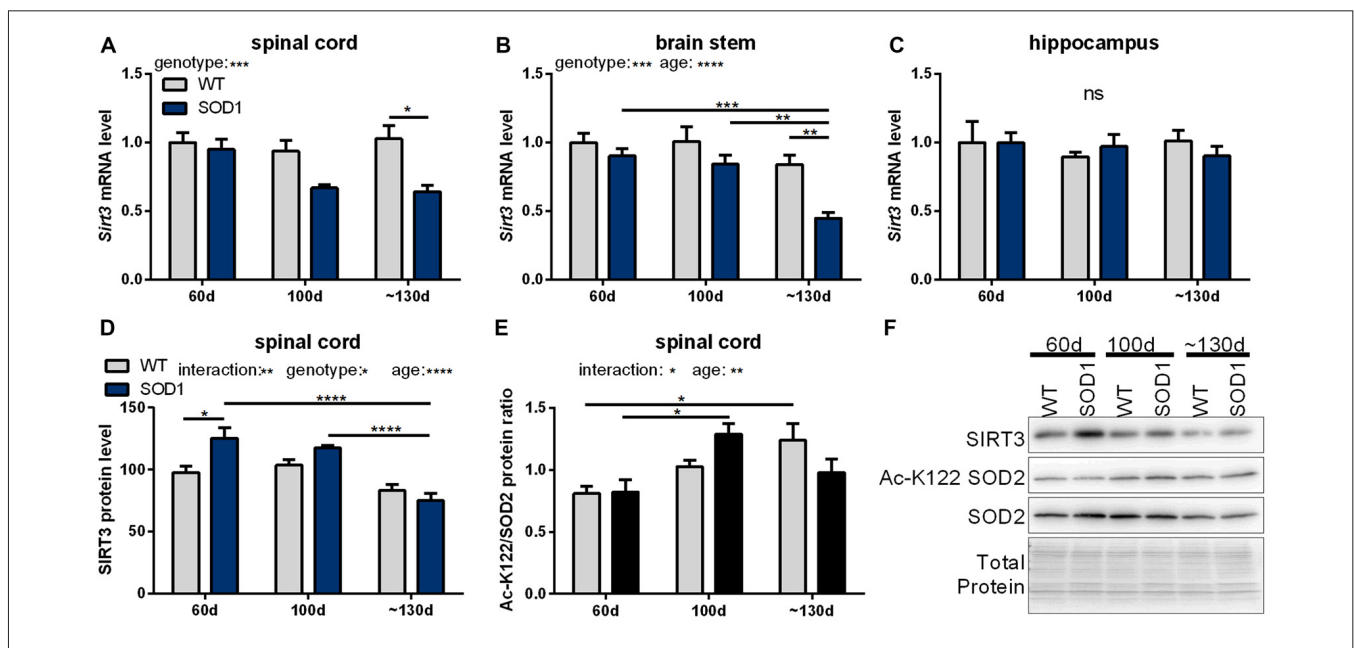 A
spinal cord
genotype:***
WT
SOD1
*
1.5
1.0
0.5
0.0
Sirt3 mRNA level
60d 100d ~130d
B
brain stem
genotype:*** age: ****
***
**
**
1.5
1.0
0.5
0.0
Sirt3 mRNA level
60d 100d ~130d
C
hippocampus
ns
1.5
1.0
0.5
0.0
Sirt3 mRNA level
60d 100d ~130d
D
spinal cord
WT
SOD1
interaction:** genotype:* age:****
****
*
****
150
100
50
0
SIRT3 protein level
60d 100d ~130d
E
spinal cord
interaction: * age: **
*
*
1.5
1.0
0.5
0.0
Ac-K122/SOD2 protein ratio
60d 100d ~130d
F
60d 100d ~130d
WT SOD1 WT SOD1 WT SOD1
SIRT3
Ac-K122 SOD2
SOD2
Total
Protein